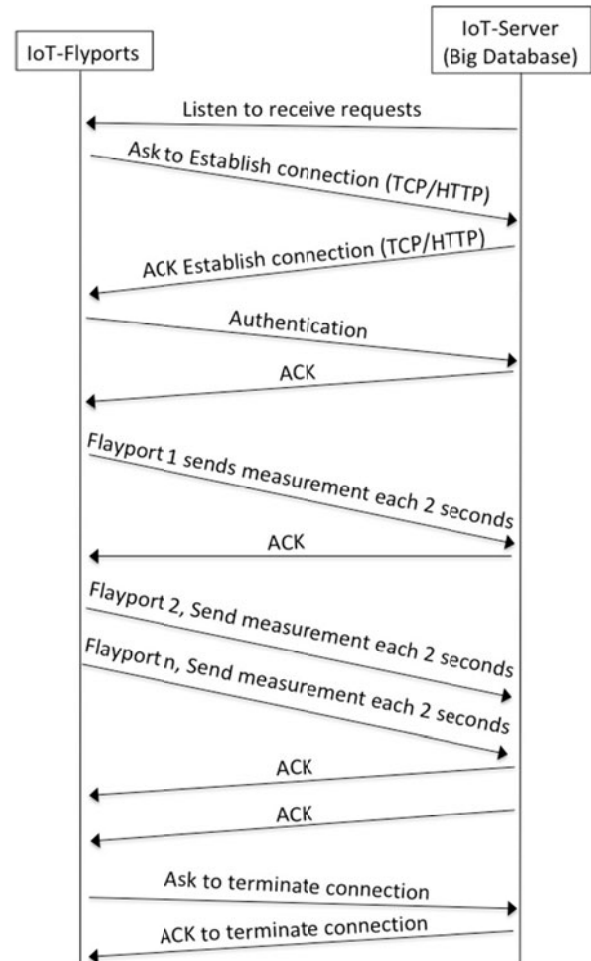 IoT-Flyports
IoT-Server
(Big Database)
Listen to receive requests
Ask to Establish connection (TCP/HTTP)
ACK Establish connection (TCP/HTTP)
Authentication
ACK
Flayport 1 sends measurement each 2 seconds
ACK
Flayport 2, Send measurement each 2 seconds
Flayport n, Send measurement each 2 seconds
ACK
ACK
Ask to terminate connection
ACK to terminate connection